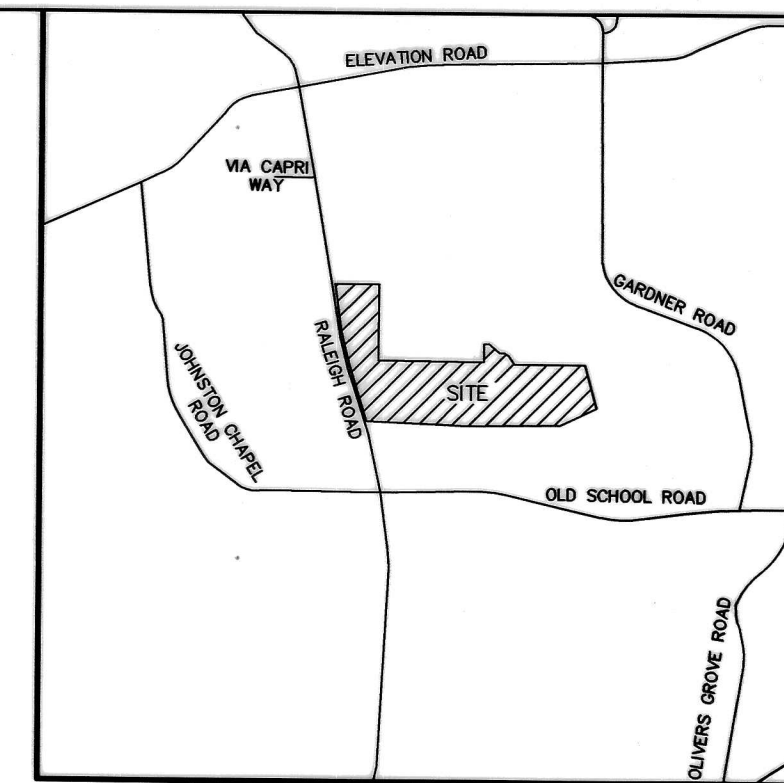 ELEVATION ROAD
VIA CAPRI
WAY
GARDNER ROAD
RALEIGH ROAD
JOHNSTON CHAPEL
ROAD
SITE
OLD SCHOOL ROAD
OLIVERS GROVE ROAD